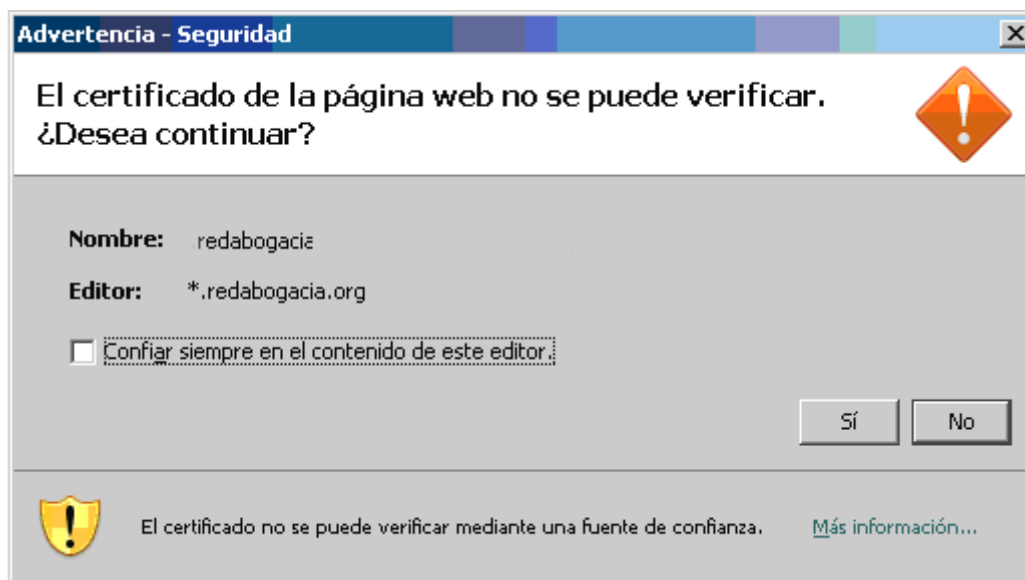 Advertencia - Seguridad
El certificado de la página web no se puede verificar.
¿Desea continuar?
Nombre: .redabogacia
Editor: *.redabogacia.org
Confiar siempre en el contenido de este editor.
Sí No
El certificado no se puede verificar mediante una fuente de confianza. Más información...